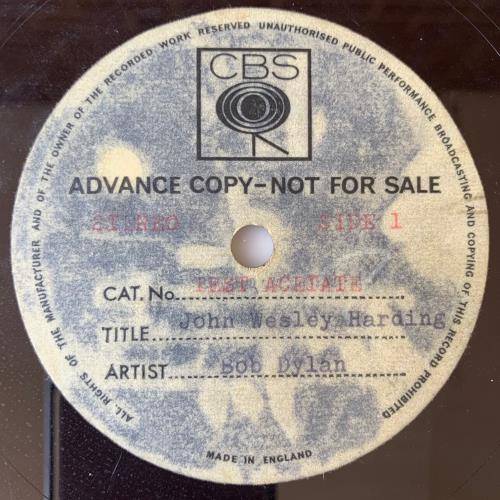 ALL RIGHTS OF THE MANUFACTURER AND OF THE OWNER OF THE RECORDED WORK RESERVED UNAUTHORISED PUBLIC PERFORMANCE BROADCASTING AND COPYING OF THIS RECORD PROHIBITED
CBS
ADVANCE COPY-NOT FOR SALE
STEREO SIDE 1
CAT. No. TEST ACETATE
TITLE John Wesley Harding
ARTIST Bob Dylan
MADE IN ENGLAND